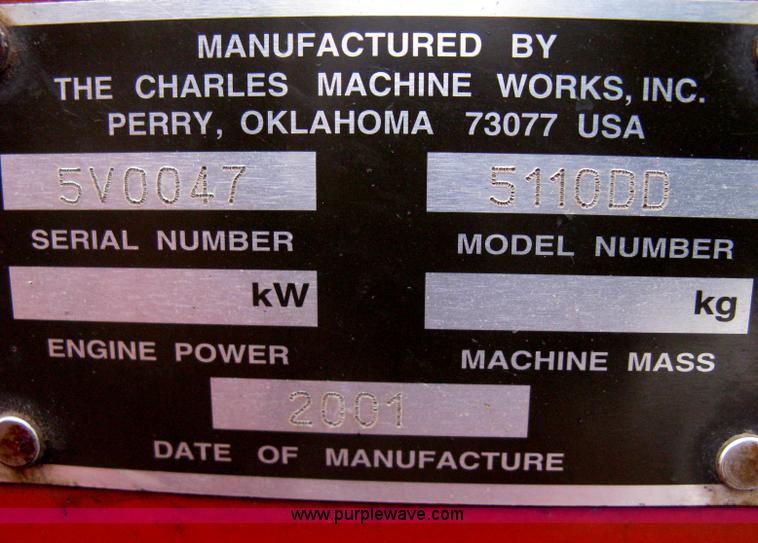 MANUFACTURED BY
THE CHARLES MACHINE WORKS, INC.
PERRY, OKLAHOMA 73077 USA
5V0047 5110DD
SERIAL NUMBER MODEL NUMBER
kW kg
ENGINE POWER MACHINE MASS
2001
DATE OF MANUFACTURE
www.purplewave.com